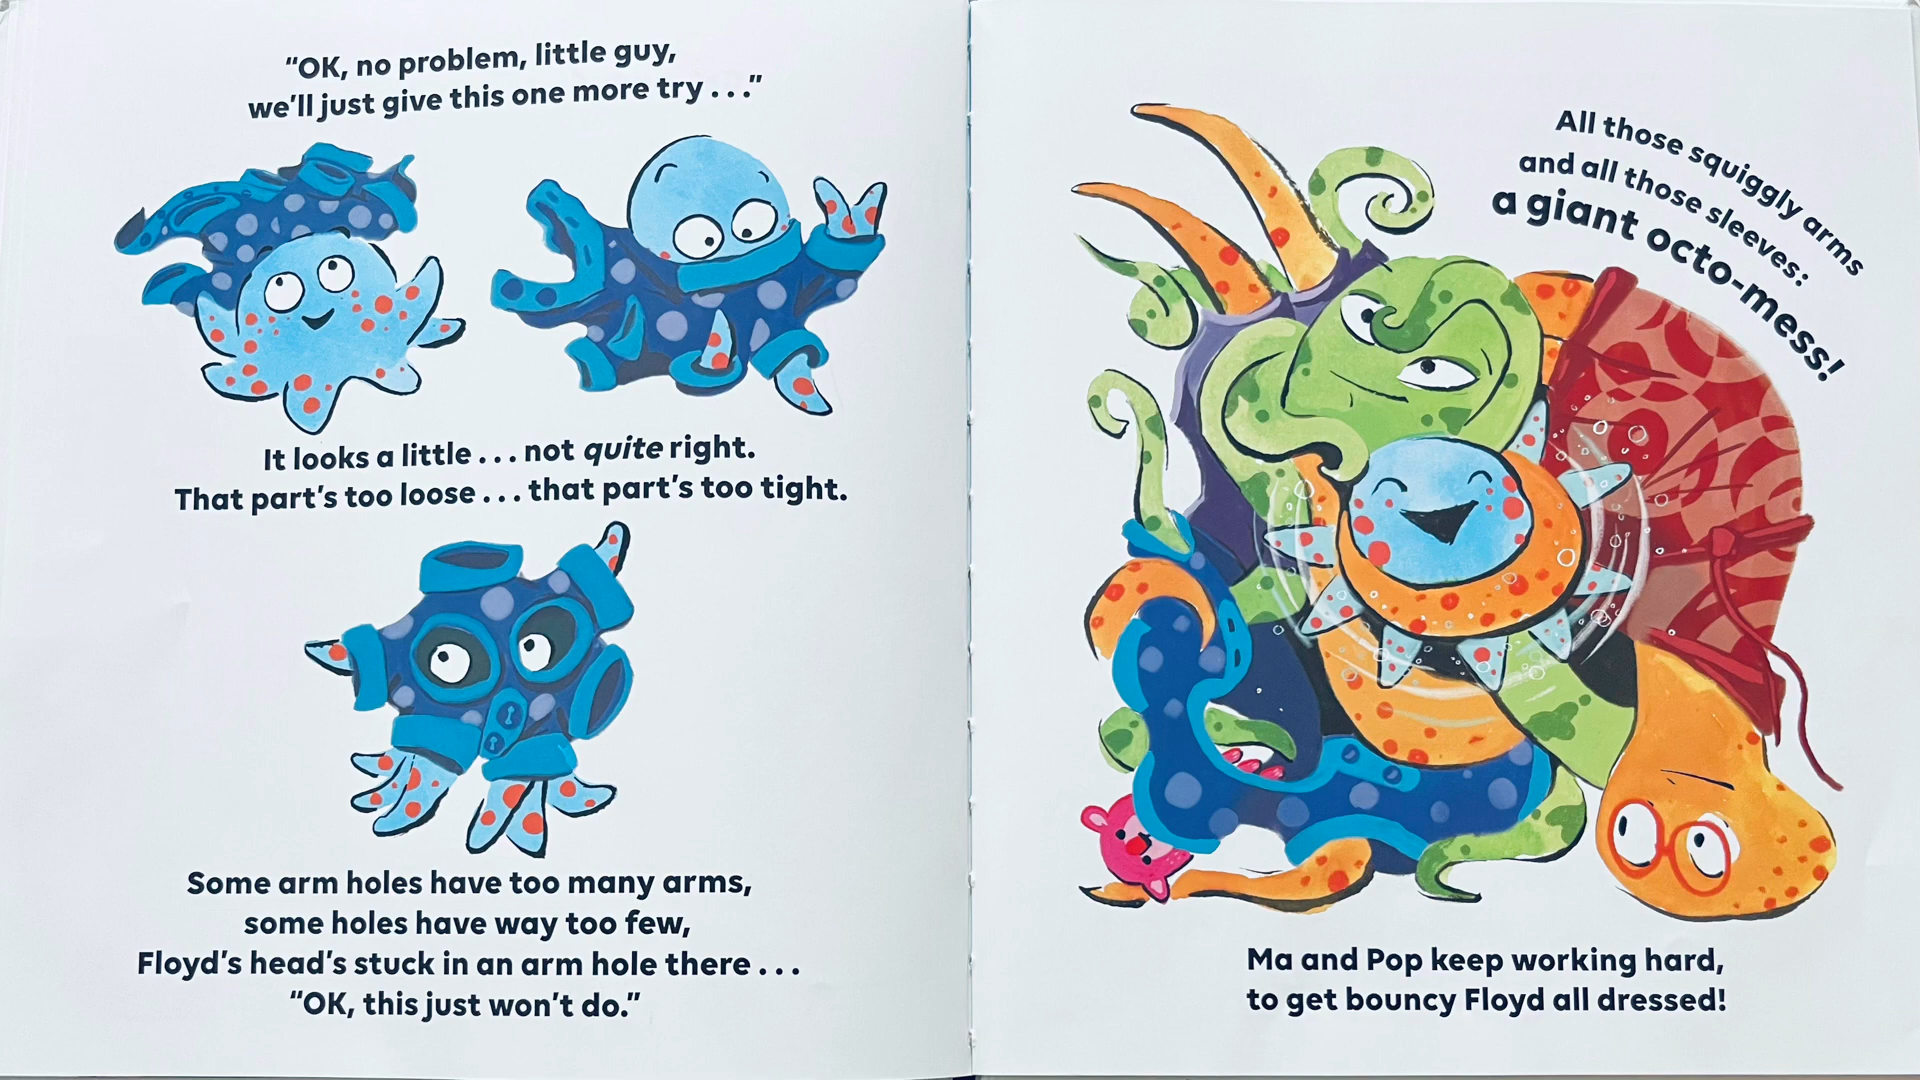 “OK, no problem, little guy,
we’ll just give this one more try . . .”
It looks a little . . . not quite right.
That part’s too loose . . . that part’s too tight.
Some arm holes have too many arms,
some holes have way too few,
Floyd’s head’s stuck in an arm hole there . . .
“OK, this just won’t do.”
All those squiggly arms
and all those sleeves:
a giant octo-mess!
Ma and Pop keep working hard,
to get bouncy Floyd all dressed!